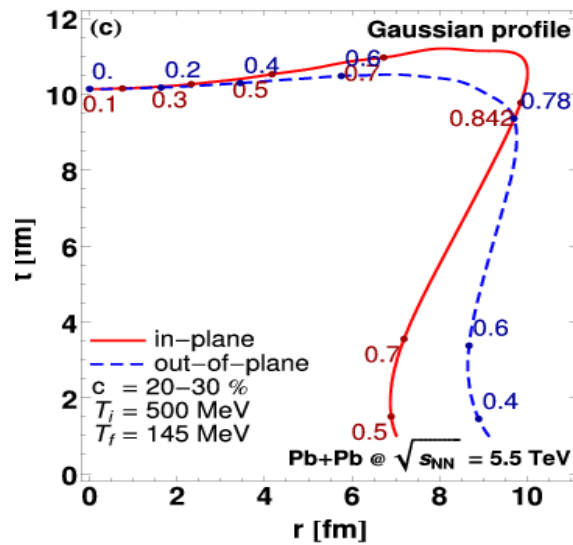 (c) Gaussian profile
12
10
8
6
4
2
0
t [fm]
0. 0.2 0.4 0.6
0.1 0.3 0.5 0.7
0.78
0.842
0.6
0.7
0.4
0.5
in-plane
out-of-plane
c = 20-30 %
Ti = 500 MeV
Tf = 145 MeV
Pb+Pb @ √sNN = 5.5 TeV
0 2 4 6 8 10
r [fm]